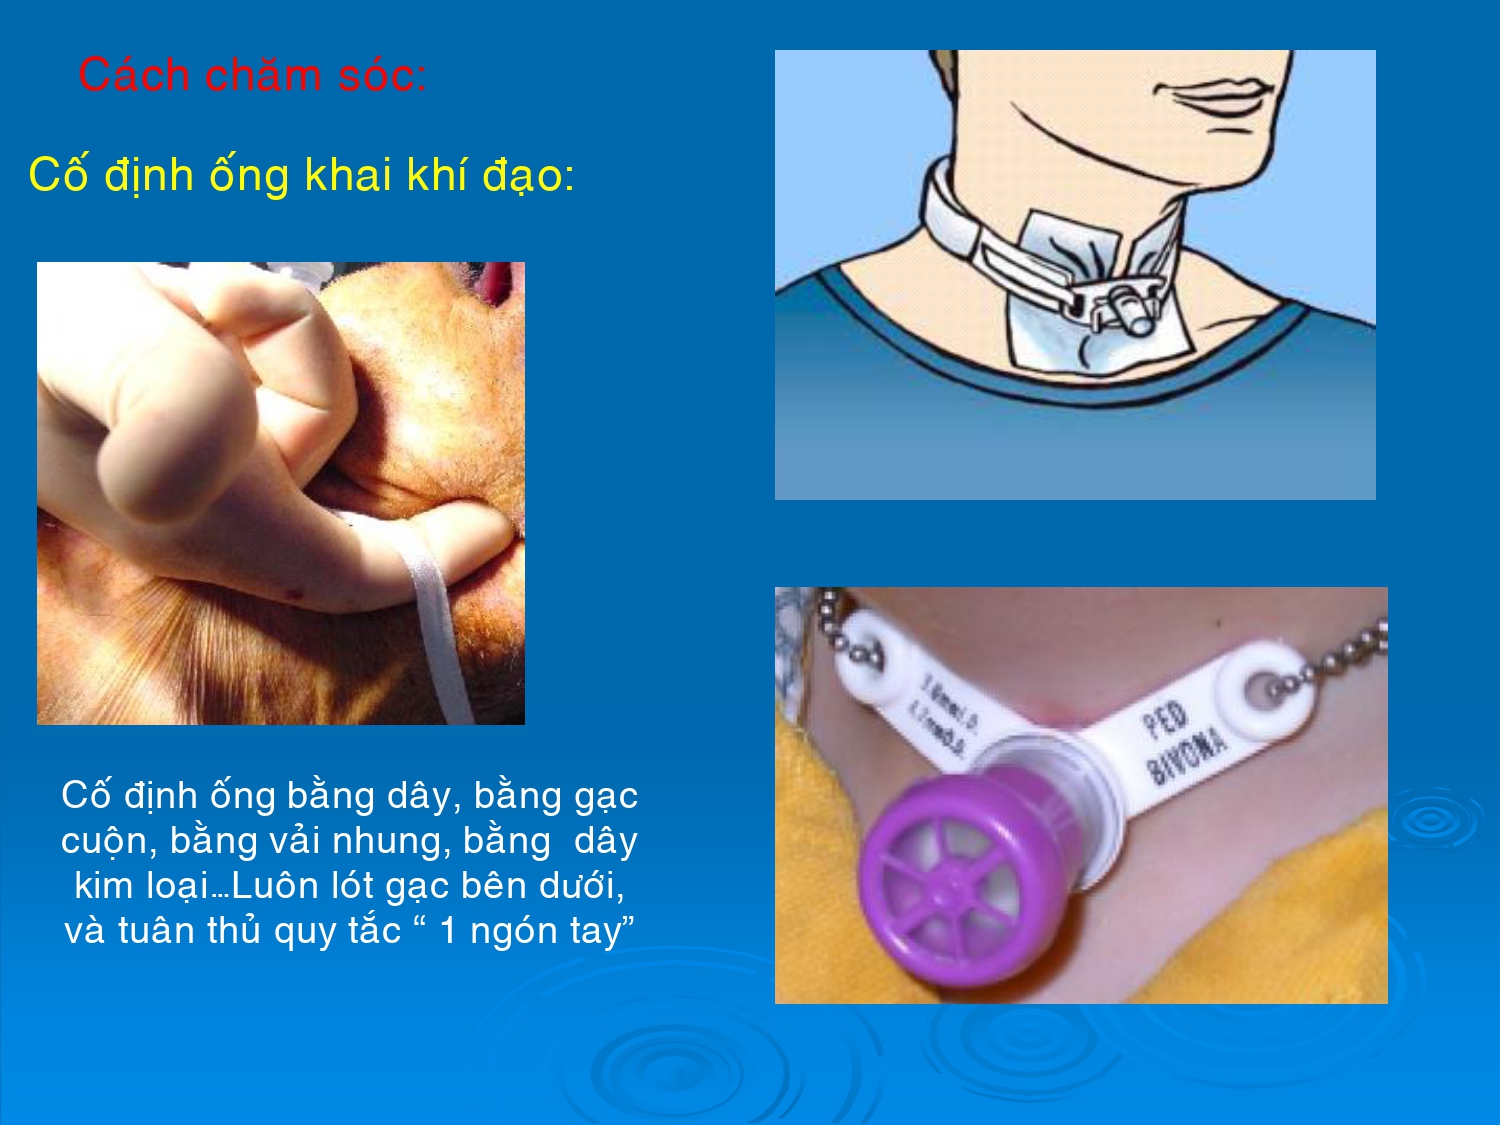 Cách chăm sóc:
Cố định ống khai khí đạo:
Cố định ống bằng dây, bằng gạc
cuộn, bằng vải nhung, bằng  dây
kim loại...Luôn lót gạc bên dưới,
và tuân thủ quy tắc “ 1 ngón tay”
PED
BIVONA